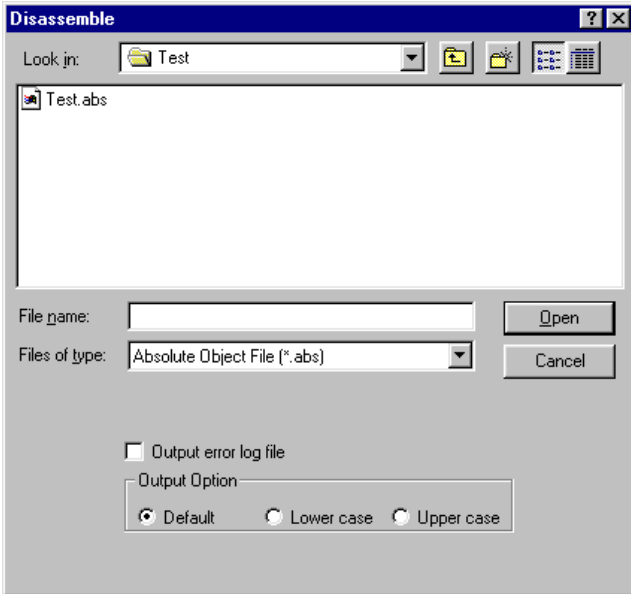 Disassemble
Look in: Test
Test.abs
File name: Open
Files of type: Absolute Object File (*.abs) Cancel
Output error log file
Output Option
Default Lower case Upper case